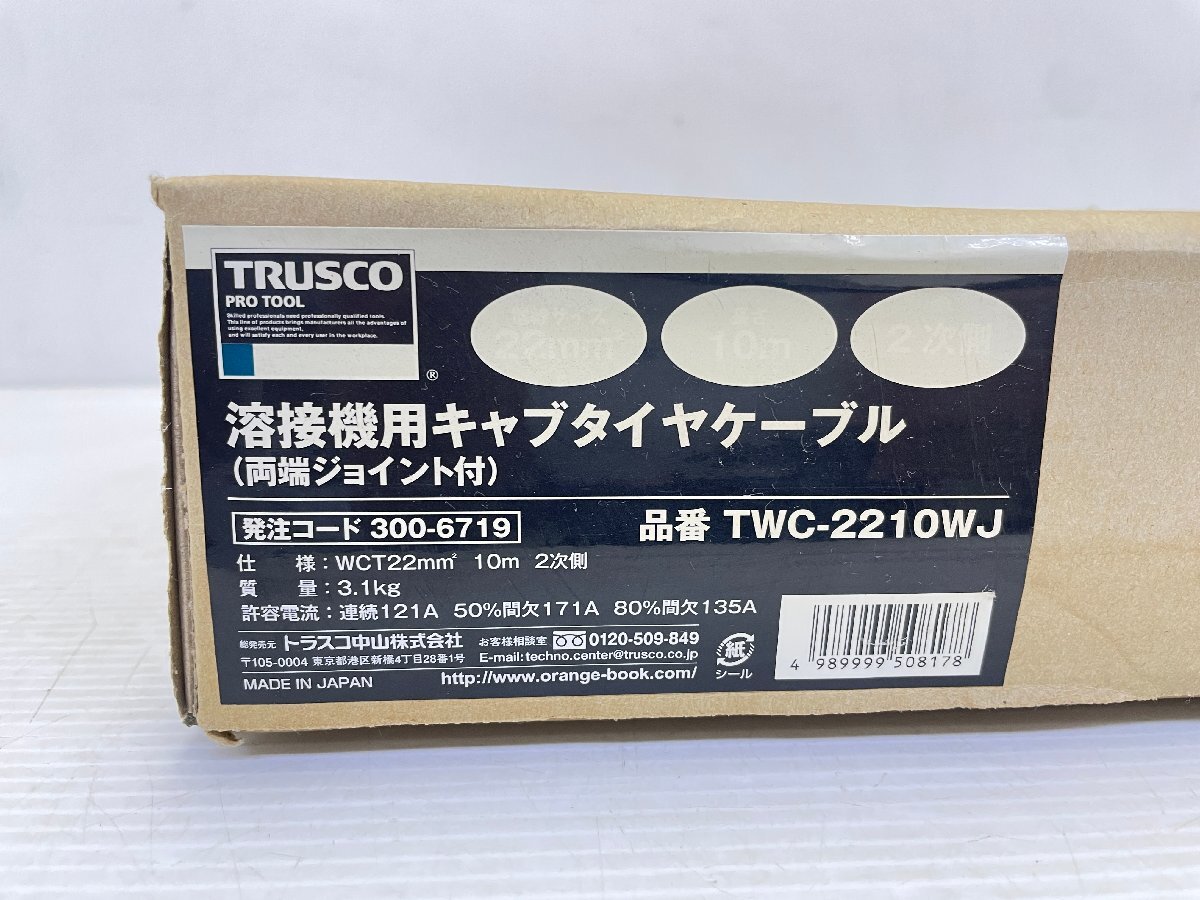 TRUSCO
PRO TOOL
Skilled professionals need professionally qualified tools.
This line of products brings manufacturers all the advantages of
using excellent equipment,
and will satisfy each and every user in the workplace.
®
22mm²
10m
2次側
溶接機用キャブタイヤケーブル
(両端ジョイント付)
発注コード 300-6719
品番 TWC-2210WJ
仕 様:WCT22mm² 10m 2次側
質 量:3.1kg
許容電流:連続121A 50%間欠171A 80%間欠135A
総発売元 トラスコ中山株式会社
〒105-0004 東京都港区新橋4丁目28番1号
お客様相談室 0120-509-849
E-mail:techno.center@trusco.co.jp
MADE IN JAPAN
http://www.orange-book.com/
紙
シール
4 989999 508178